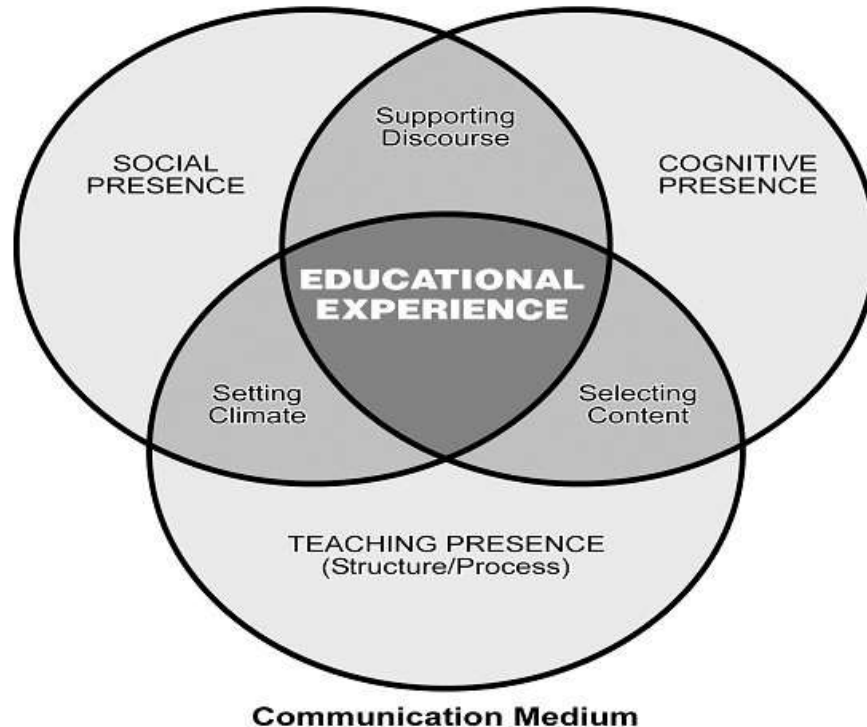 Supporting
Discourse
SOCIAL
PRESENCE
COGNITIVE
PRESENCE
EDUCATIONAL
EXPERIENCE
Setting
Climate
Selecting
Content
TEACHING PRESENCE
(Structure/Process)
Communication Medium